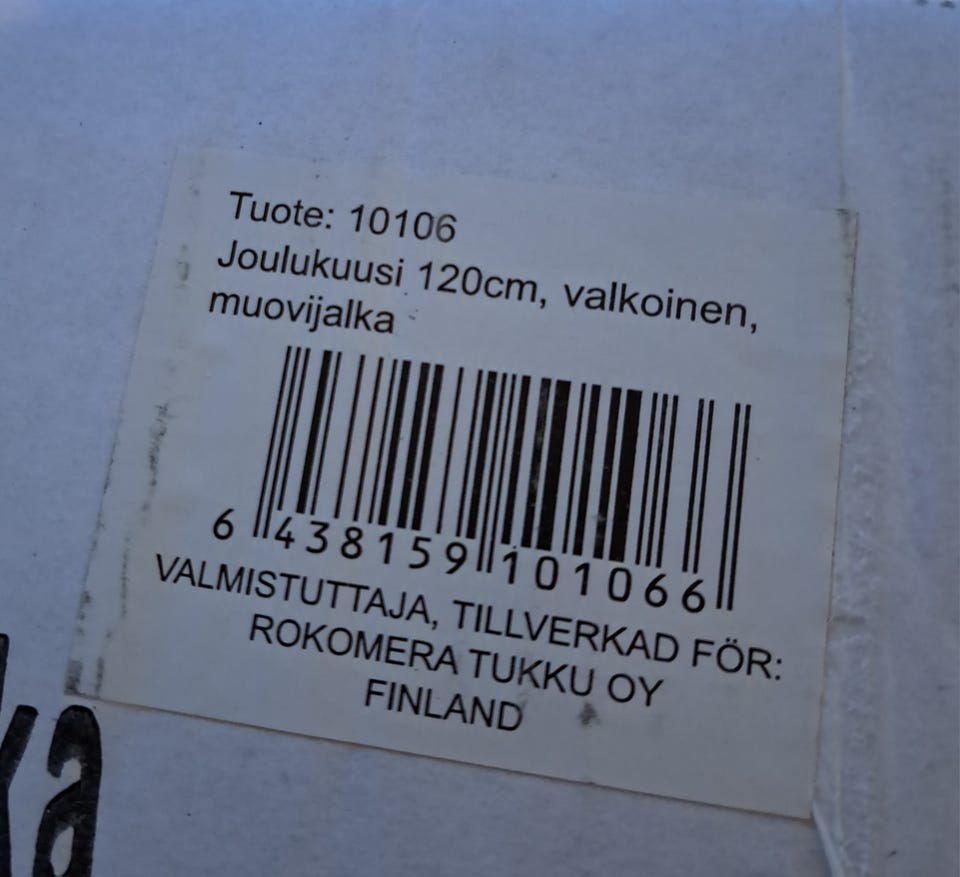 Tuote: 10106
Joulukuusi 120cm, valkoinen,
muovijalka
6 438159 101066
VALMISTUTTAJA, TILLVERKAD FÖR:
ROKOMERA TUKKU OY
FINLAND